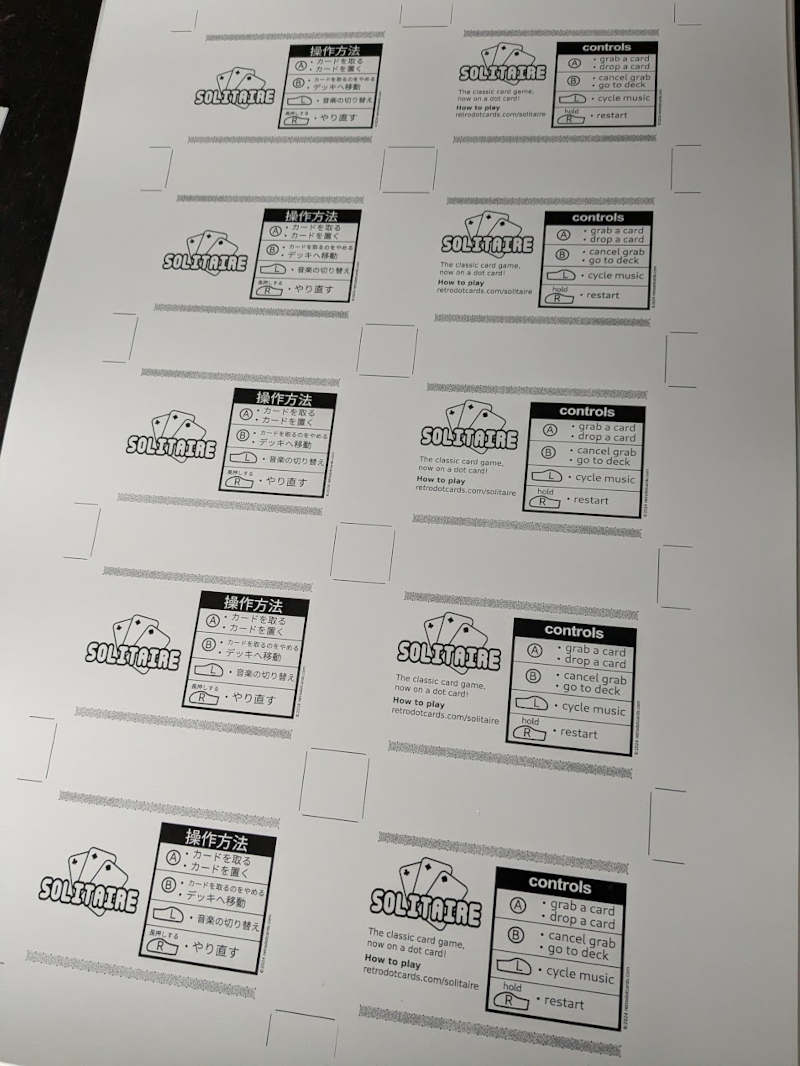 SOLITAIRE
操作方法
A ・カードを取る
・カードを置く
B ・カードを取るのをやめる
・デッキへ移動
L ・音楽の切り替え
長押しする
R ・やり直す
SOLITAIRE
The classic card game,
now on a dot card!
How to play
retrodotcards.com/solitaire
controls
A • grab a card
• drop a card
B • cancel grab
• go to deck
L • cycle music
hold
R • restart
SOLITAIRE
操作方法
A ・カードを取る
・カードを置く
B ・カードを取るのをやめる
・デッキへ移動
L ・音楽の切り替え
長押しする
R ・やり直す
SOLITAIRE
The classic card game,
now on a dot card!
How to play
retrodotcards.com/solitaire
controls
A • grab a card
• drop a card
B • cancel grab
• go to deck
L • cycle music
hold
R • restart
SOLITAIRE
操作方法
A ・カードを取る
・カードを置く
B ・カードを取るのをやめる
・デッキへ移動
L ・音楽の切り替え
長押しする
R ・やり直す
SOLITAIRE
The classic card game,
now on a dot card!
How to play
retrodotcards.com/solitaire
controls
A • grab a card
• drop a card
B • cancel grab
• go to deck
L • cycle music
hold
R • restart
©2024 retrodotcards.com
SOLITAIRE
操作方法
A ・カードを取る
・カードを置く
B ・カードを取るのをやめる
・デッキへ移動
L ・音楽の切り替え
長押しする
R ・やり直す
©2024 retrodotcards.com
SOLITAIRE
The classic card game,
now on a dot card!
How to play
retrodotcards.com/solitaire
controls
A • grab a card
• drop a card
B • cancel grab
• go to deck
L • cycle music
hold
R • restart
©2024 retrodotcards.com
SOLITAIRE
操作方法
A ・カードを取る
・カードを置く
B ・カードを取るのをやめる
・デッキへ移動
L ・音楽の切り替え
長押しする
R ・やり直す
©2024 retrodotcards.com
SOLITAIRE
The classic card game,
now on a dot card!
How to play
retrodotcards.com/solitaire
controls
A • grab a card
• drop a card
B • cancel grab
• go to deck
L • cycle music
hold
R • restart
©2024 retrodotcards.com